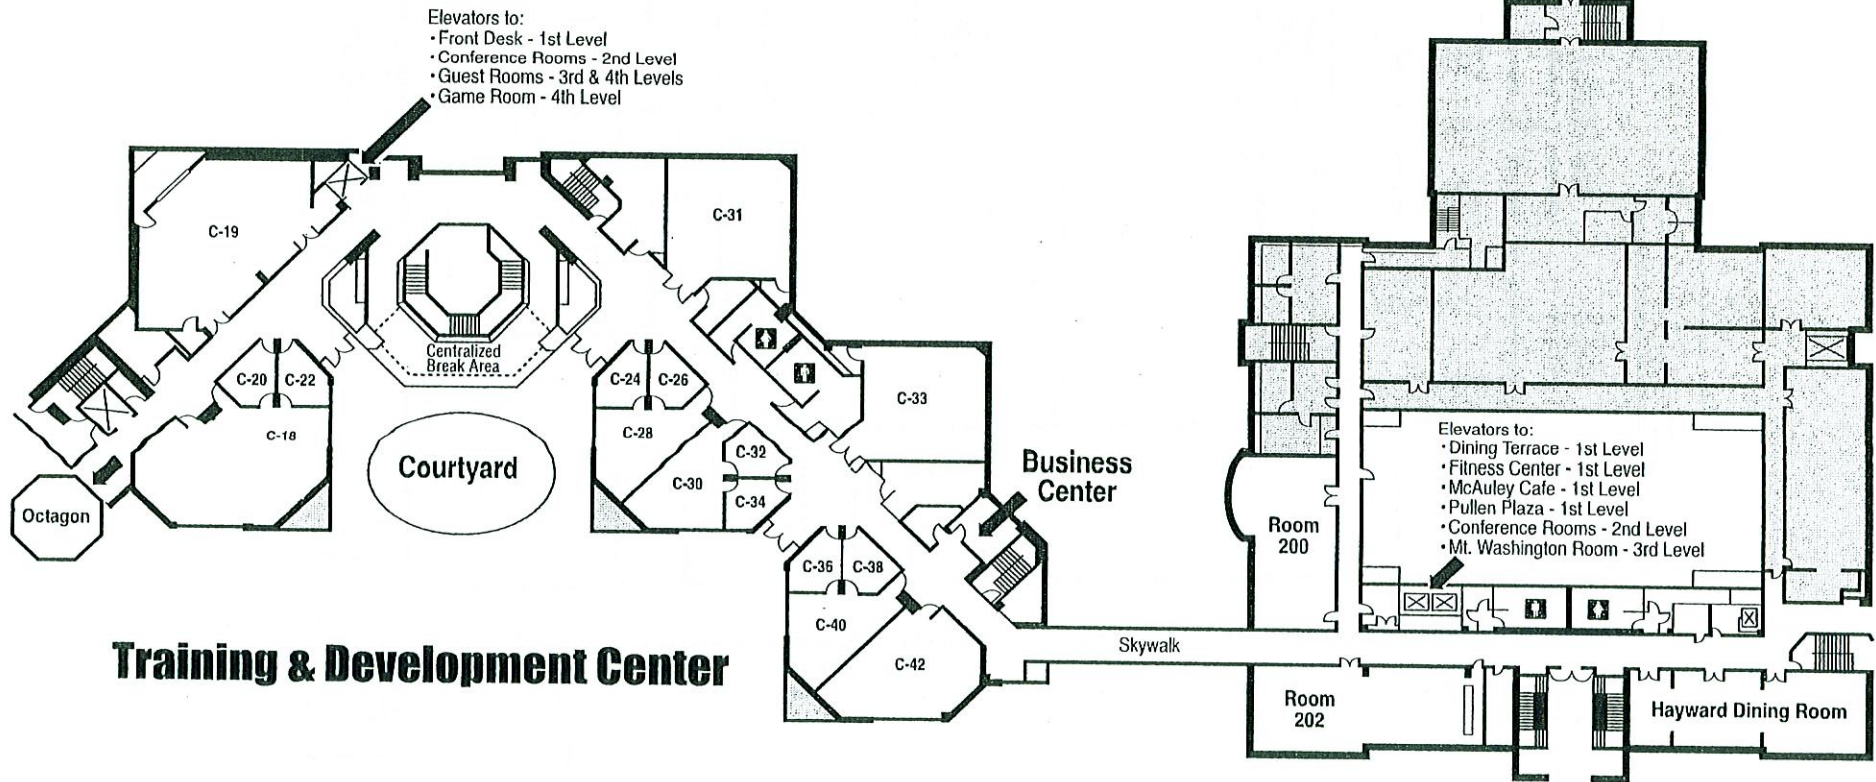 Elevators to:
•Front Desk - 1st Level
•Conference Rooms - 2nd Level
•Guest Rooms - 3rd & 4th Levels
•Game Room - 4th Level
C-19
C-31
Centralized
Break Area
C-20
C-22
C-24
C-26
C-33
C-18
C-28
C-32
C-30
C-34
Courtyard
Octagon
Business
Center
C-36
C-38
C-40
C-42
Training & Development Center
Skywalk
Elevators to:
•Dining Terrace - 1st Level
•Fitness Center - 1st Level
•McAuley Cafe - 1st Level
•Pullen Plaza - 1st Level
•Conference Rooms - 2nd Level
•Mt. Washington Room - 3rd Level
Room
200
Room
202
Hayward Dining Room